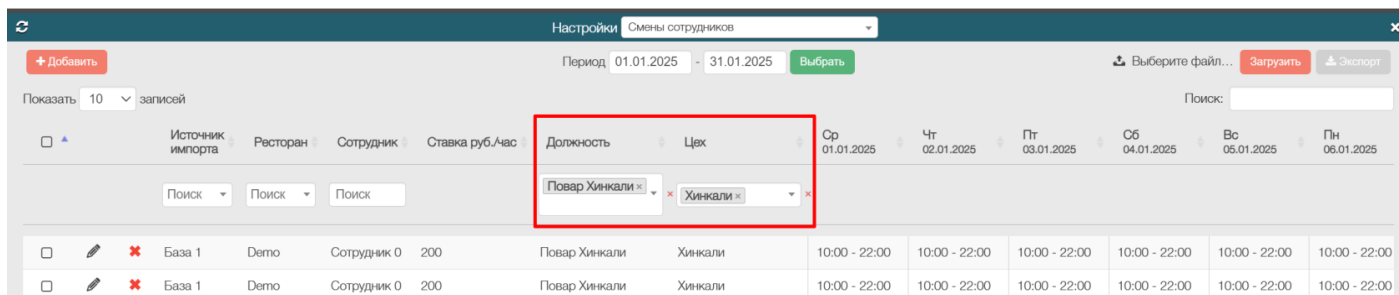 Настройки Смены сотрудников
+ Добавить Период 01.01.2025 - 31.01.2025 Выбрать Выберите файл... Загрузить Экспорт
Показать 10 записей Поиск:
Источник импорта Ресторан Сотрудник Ставка руб./час Должность Цех Ср 01.01.2025 Чт 02.01.2025 Пт 03.01.2025 Сб 04.01.2025 Вс 05.01.2025 Пн 06.01.2025
Поиск Поиск Поиск Повар Хинкали × × Хинкали × ×
База 1 Demo Сотрудник 0 200 Повар Хинкали Хинкали 10:00 - 22:00 10:00 - 22:00 10:00 - 22:00 10:00 - 22:00 10:00 - 22:00 10:00 - 22:00
База 1 Demo Сотрудник 0 200 Повар Хинкали Хинкали 10:00 - 22:00 10:00 - 22:00 10:00 - 22:00 10:00 - 22:00 10:00 - 22:00 10:00 - 22:00